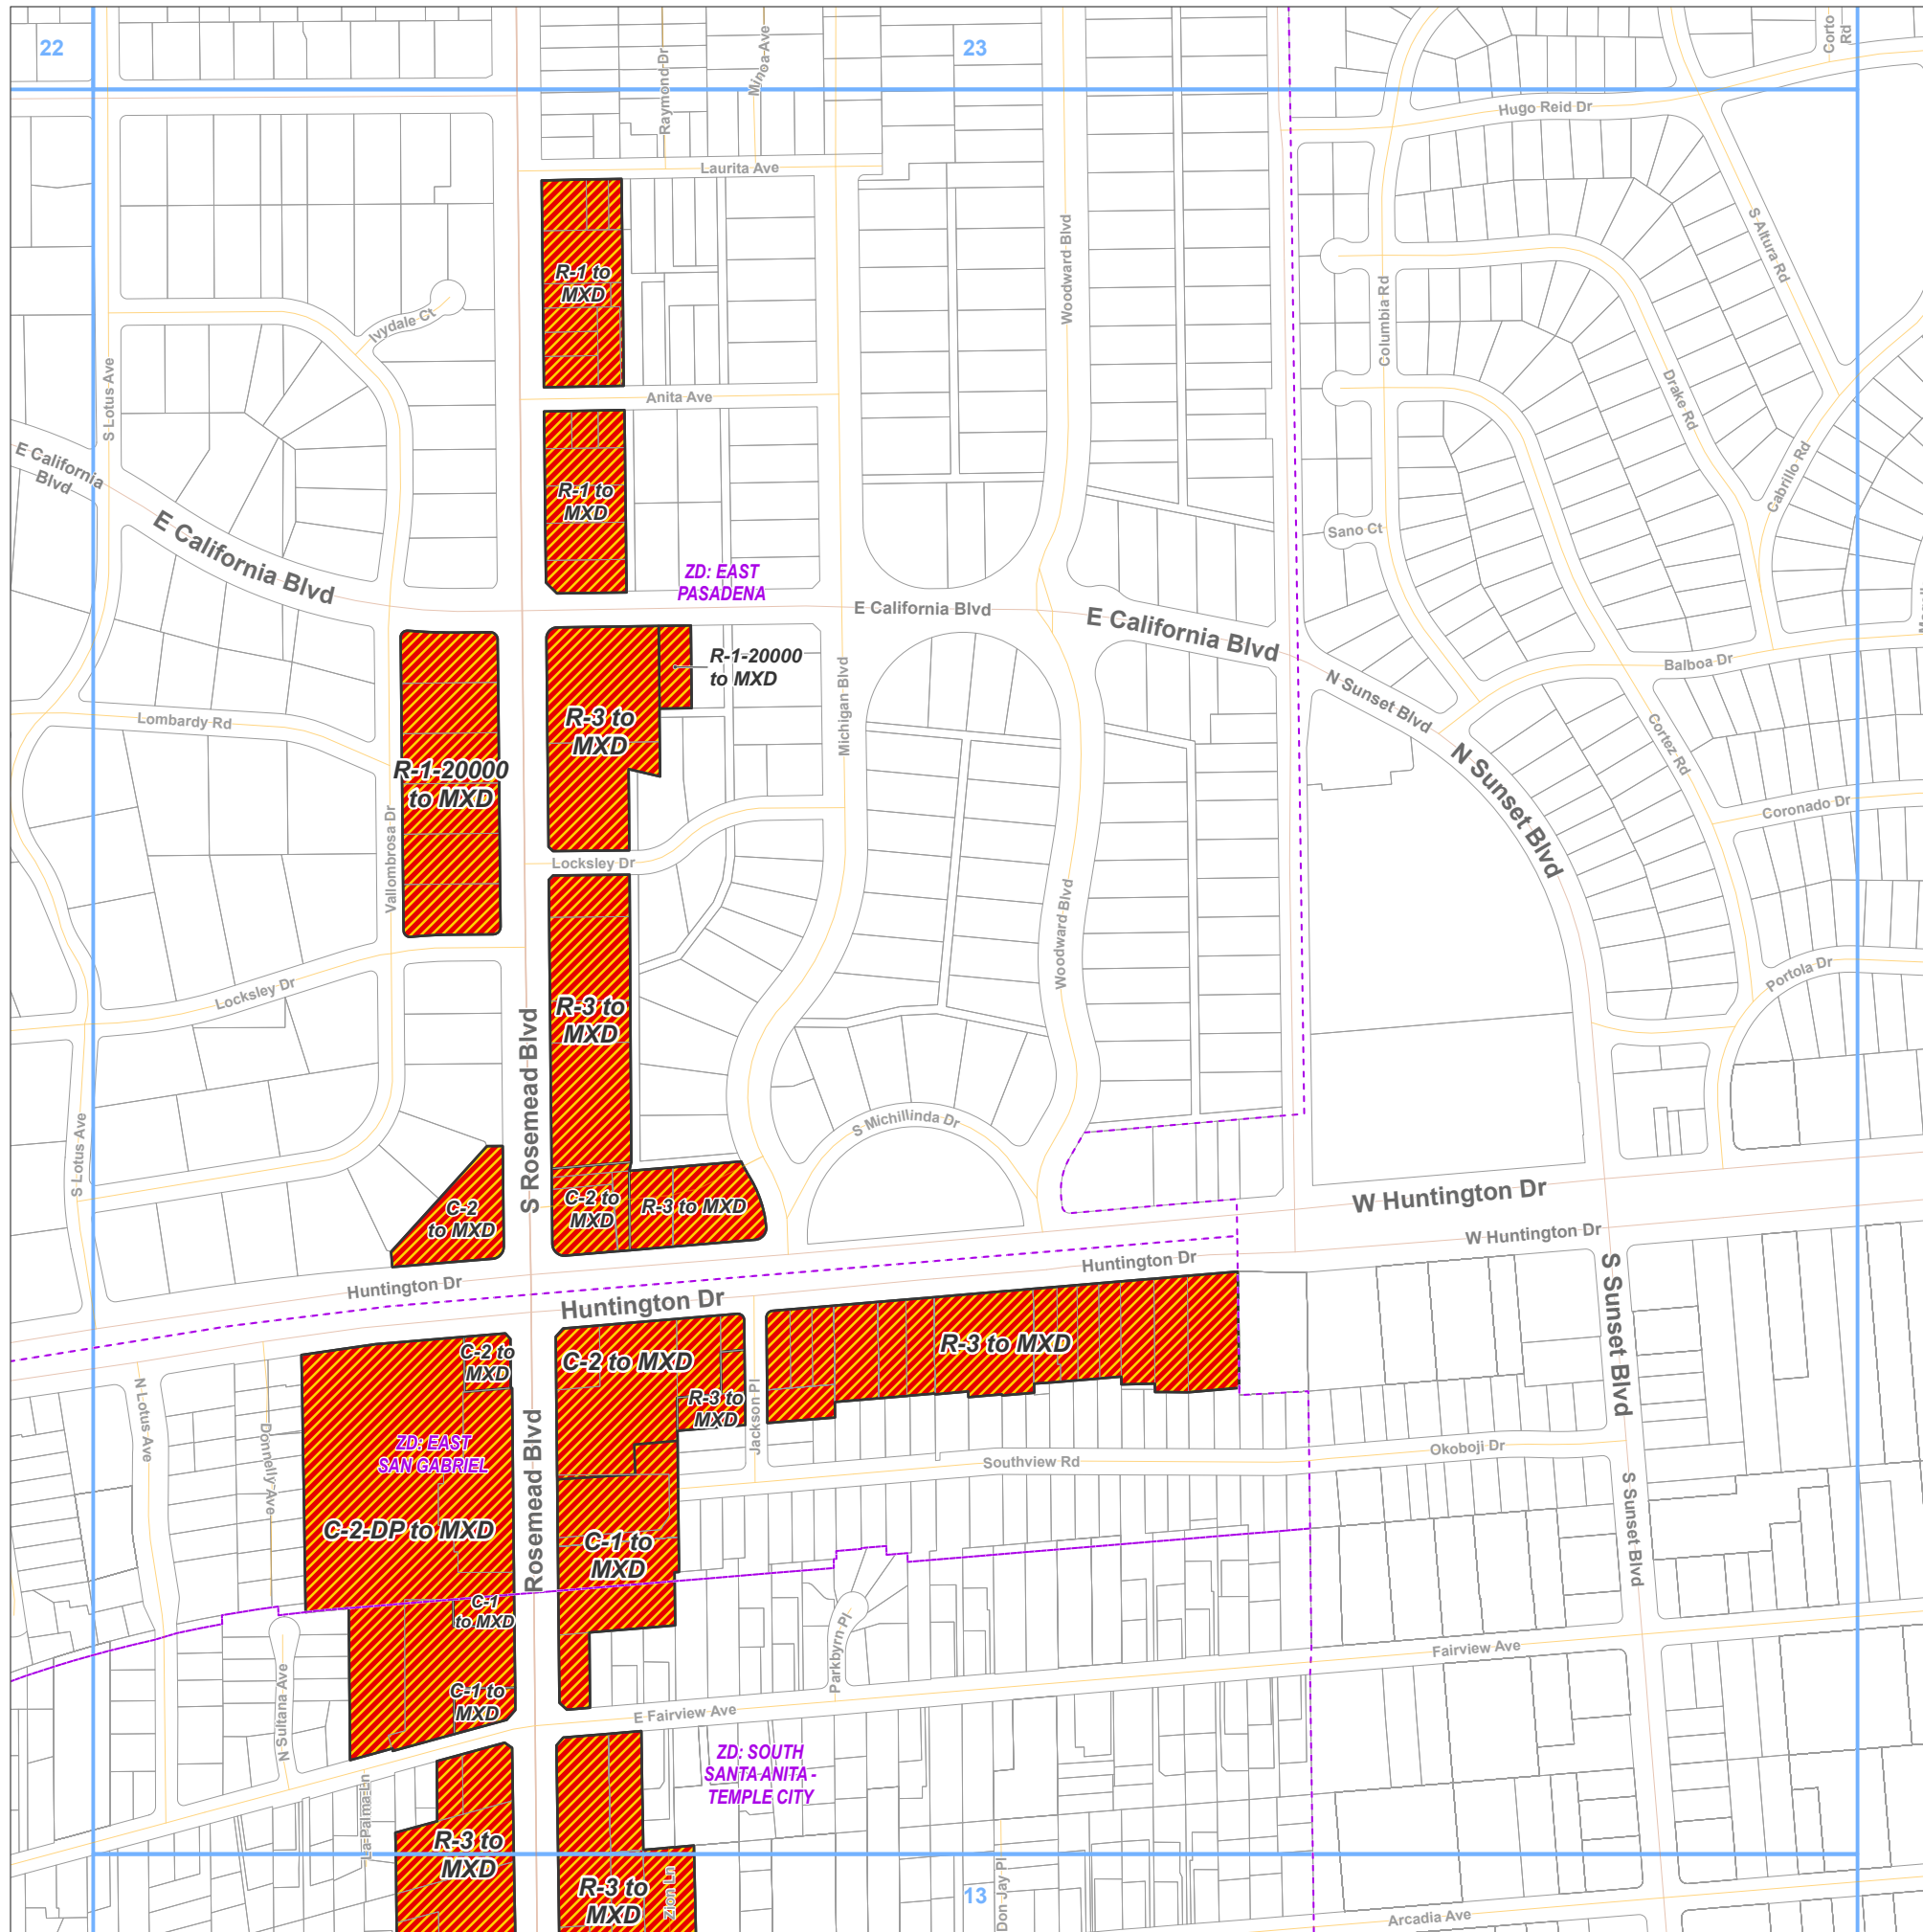 22
23
Corto
Rd
Raymond Dr
Minoa Ave
Hugo Reid Dr
Laurita Ave
R-1 to
MXD
Woodward Blvd
S Altura Rd
Ivydale Ct
Columbia Rd
S Lotus Ave
Anita Ave
Drake Rd
E California
Blvd
R-1 to
MXD
Cabrillo Rd
E California Blvd
Sano Ct
ZD: EAST
PASADENA
E California Blvd
E California Blvd
R-1-20000
to MXD
Balboa Dr
N Sunset Blvd
Lombardy Rd
R-3 to
MXD
Michigan Blvd
Cortez Rd
R-1-20000
to MXD
N Sunset Blvd
Coronado Dr
Vallombrosa Dr
Locksley Dr
Woodward Blvd
Locksley Dr
Portola Dr
R-3 to
MXD
S Rosemead Blvd
S Michillinda Dr
S Lotus Ave
C-2
to MXD
C-2 to
MXD
R-3 to MXD
W Huntington Dr
W Huntington Dr
Huntington Dr
Huntington Dr
Huntington Dr
S Sunset Blvd
C-2 to
MXD
C-2 to MXD
R-3 to MXD
R-3 to
MXD
Jackson Pl
N Lotus Ave
Donnelly Ave
ZD: EAST
SAN GABRIEL
Rosemead Blvd
Okoboji Dr
Southview Rd
C-2-DP to MXD
C-1 to
MXD
S Sunset Blvd
C-1
to MXD
Parkbyrn Pl
Fairview Ave
N Sultana Ave
C-1 to
MXD
E Fairview Ave
ZD: SOUTH
SANTA ANITA -
TEMPLE CITY
La Palma Ln
R-3 to
MXD
R-3 to
MXD
Zion Ln
13
Don Jay Pl
Arcadia Ave